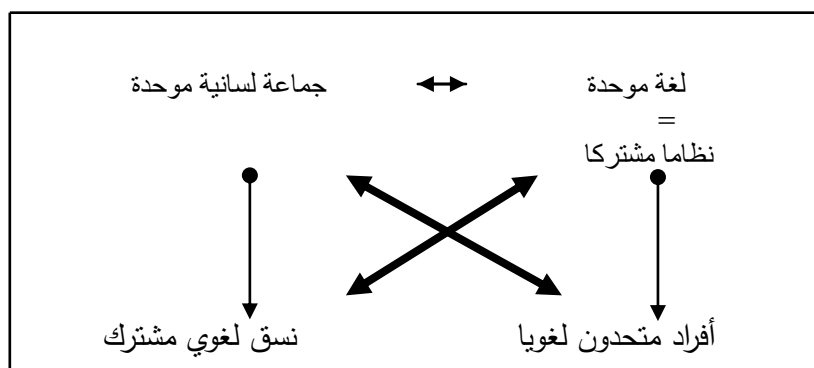 لغة موحدة جماعة لسانية موحدة
=
نظاما مشتركا
أفراد متحدون لغويا نسق لغوي مشترك